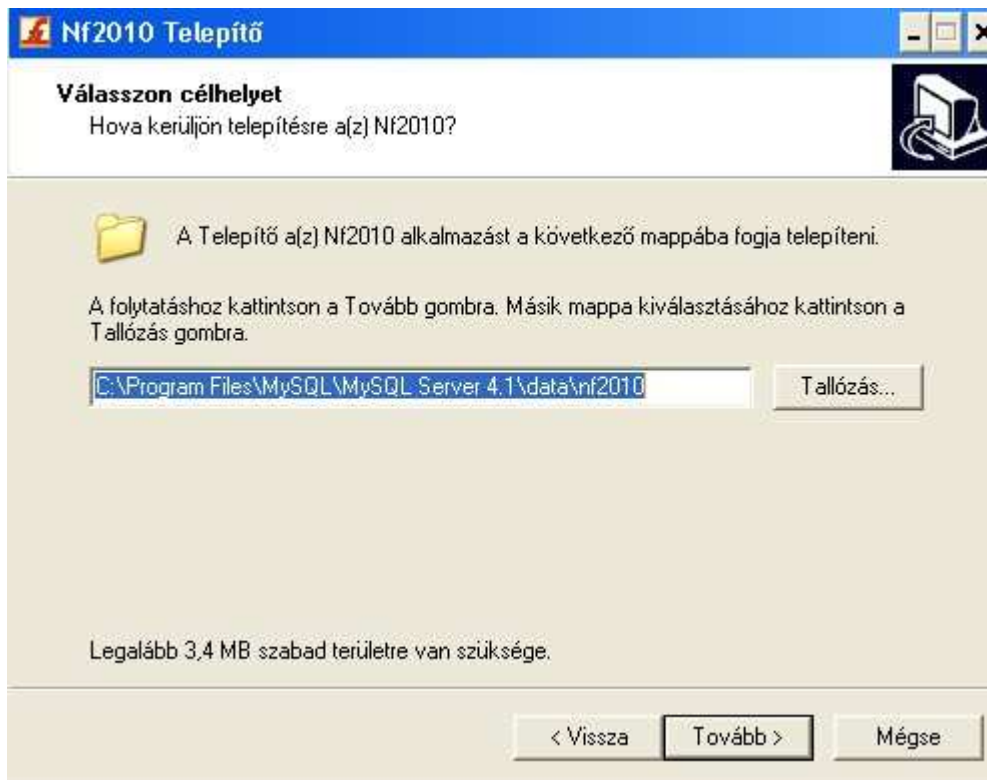 Nf2010 Telepítő
Válasszon célhelyet
Hova kerüljön telepítésre a(z) Nf2010?
A Telepítő a(z) Nf2010 alkalmazást a következő mappába fogja telepíteni.
A folytatáshoz kattintson a Tovább gombra. Másik mappa kiválasztásához kattintson a
Tallózás gombra.
C:\Program Files\MySQL\MySQL Server 4.1\data\nf2010
Tallózás...
Legalább 3,4 MB szabad területre van szüksége.
< Vissza
Tovább >
Mégse